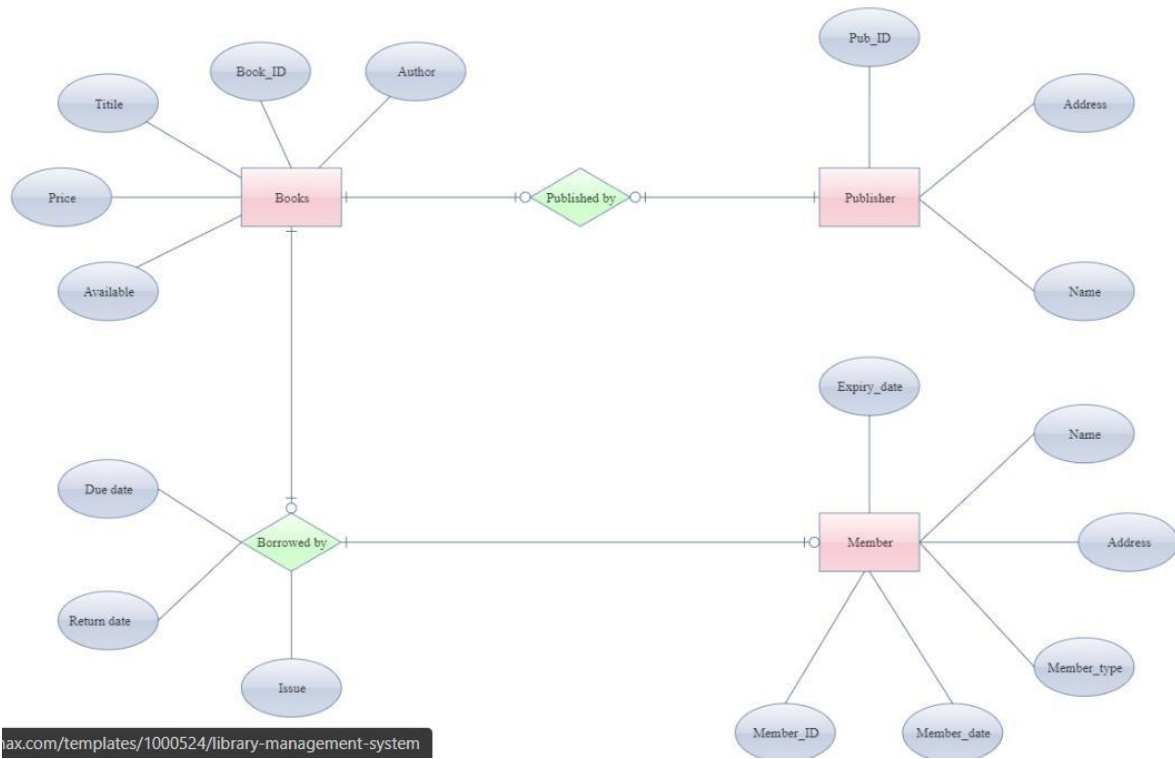 Pub_ID
Book_ID
Author
Titile
Address
Price
Books
Published by
Publisher
Available
Name
Expiry_date
Name
Due date
Borrowed by
Member
Address
Return date
Issue
Member_type
Member_ID
Member_date
nax.com/templates/1000524/library-management-system